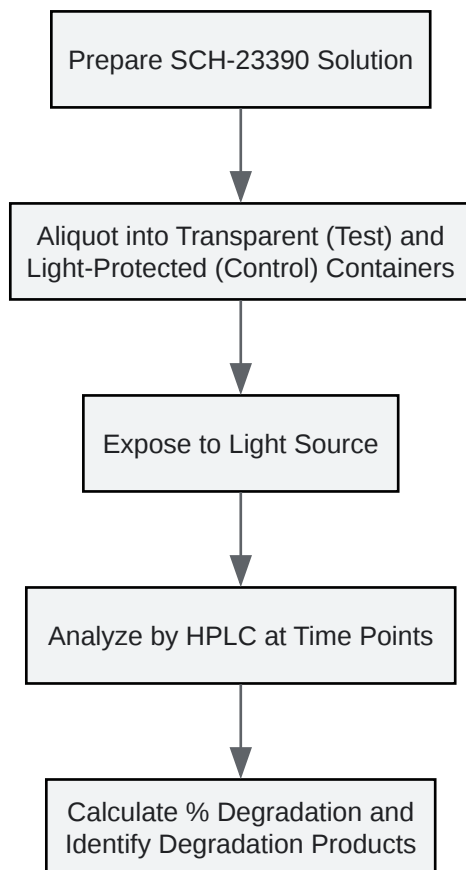 Prepare SCH-23390 Solution
Aliquot into Transparent (Test) and
Light-Protected (Control) Containers
Expose to Light Source
Analyze by HPLC at Time Points
Calculate % Degradation and
Identify Degradation Products